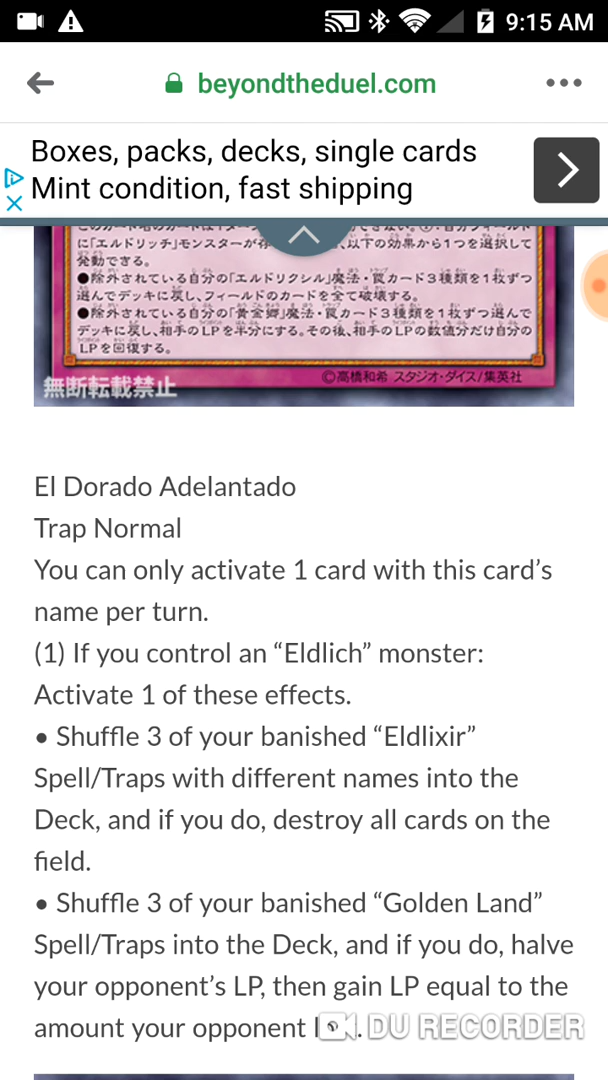 9:15 AM
beyondtheduel.com
Boxes, packs, decks, single cards
Mint condition, fast shipping
に「エルドリッチ」モンスターが存 、以下の効果から1つを選択して
発動できる。
●除外されている自分の「エルドリクシル」魔法・罠カード3種類を1枚ずつ
選んでデッキに戻し、フィールドのカードを全て破壊する。
●除外されている自分の「黄金郷」魔法・罠カード3種類を1枚ずつ選んで
デッキに戻し、相手のLPを半分にする。その後、相手のLPの数値分だけ自分の
LPを回復する。
無断転載禁止
©高橋和希 スタジオ・ダイス/集英社
El Dorado Adelantado
Trap Normal
You can only activate 1 card with this card’s
name per turn.
(1) If you control an “Eldlich” monster:
Activate 1 of these effects.
• Shuffle 3 of your banished “Eldlixir”
Spell/Traps with different names into the
Deck, and if you do, destroy all cards on the
field.
• Shuffle 3 of your banished “Golden Land”
Spell/Traps into the Deck, and if you do, halve
your opponent’s LP, then gain LP equal to the
amount your opponent
DU RECORDER